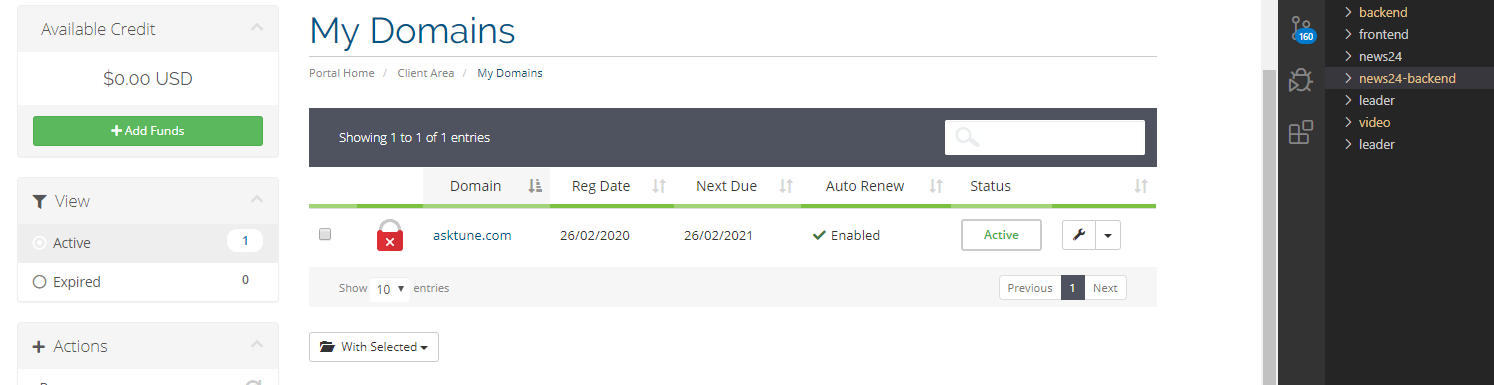 Available Credit
$0.00 USD
Add Funds
View
Active 1
Expired 0
Actions
My Domains
Portal Home / Client Area / My Domains
Showing 1 to 1 of 1 entries
Domain Reg Date Next Due Auto Renew Status
asktune.com 26/02/2020 26/02/2021 Enabled Active
Show 10 entries
Previous 1 Next
With Selected
160
backend
frontend
news24
news24-backend
leader
video
leader